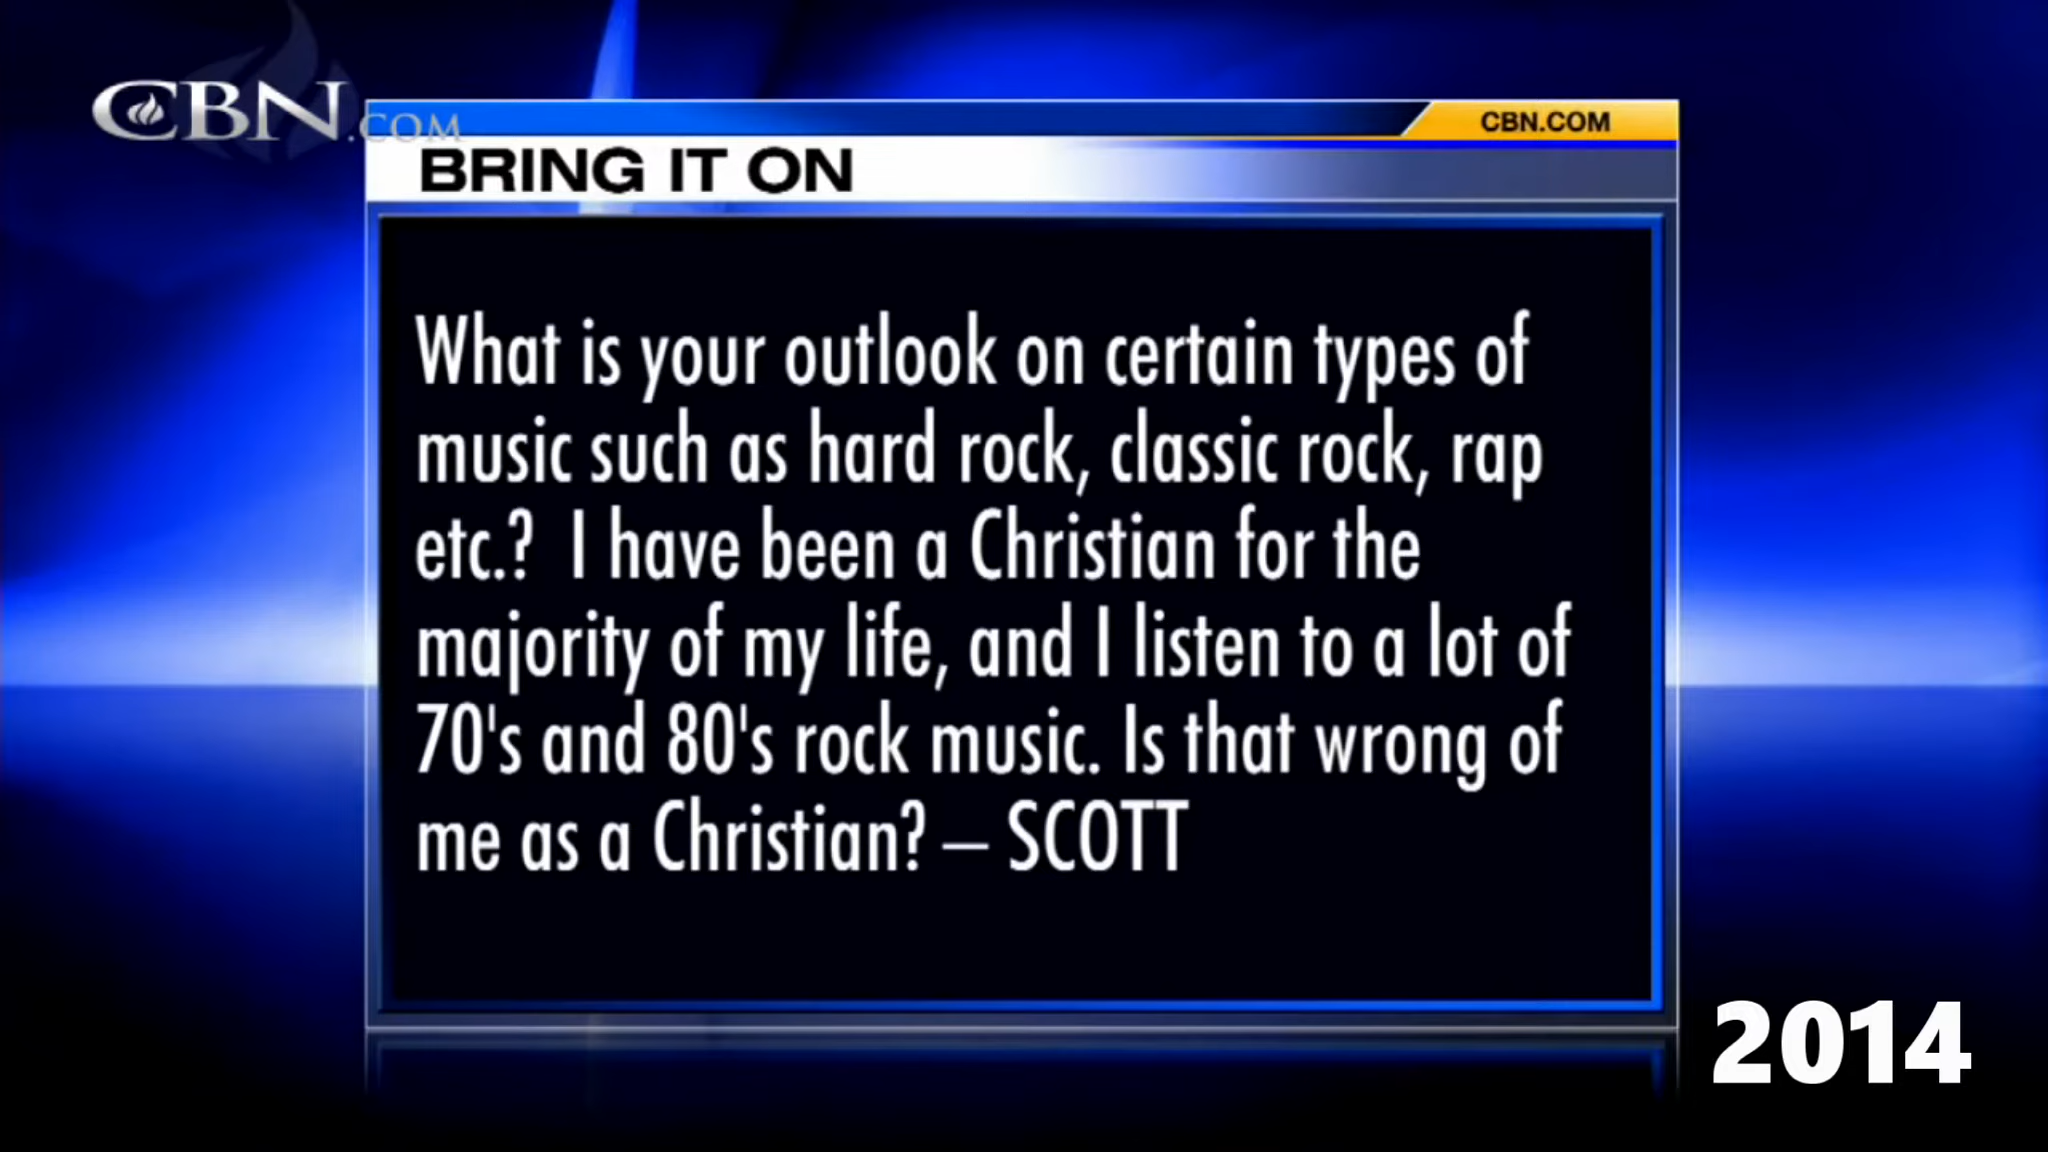 CBN.COM
CBN.COM
BRING IT ON
What is your outlook on certain types of
music such as hard rock, classic rock, rap
etc.?  I have been a Christian for the
majority of my life, and I listen to a lot of
70's and 80's rock music. Is that wrong of
me as a Christian? – SCOTT
2014